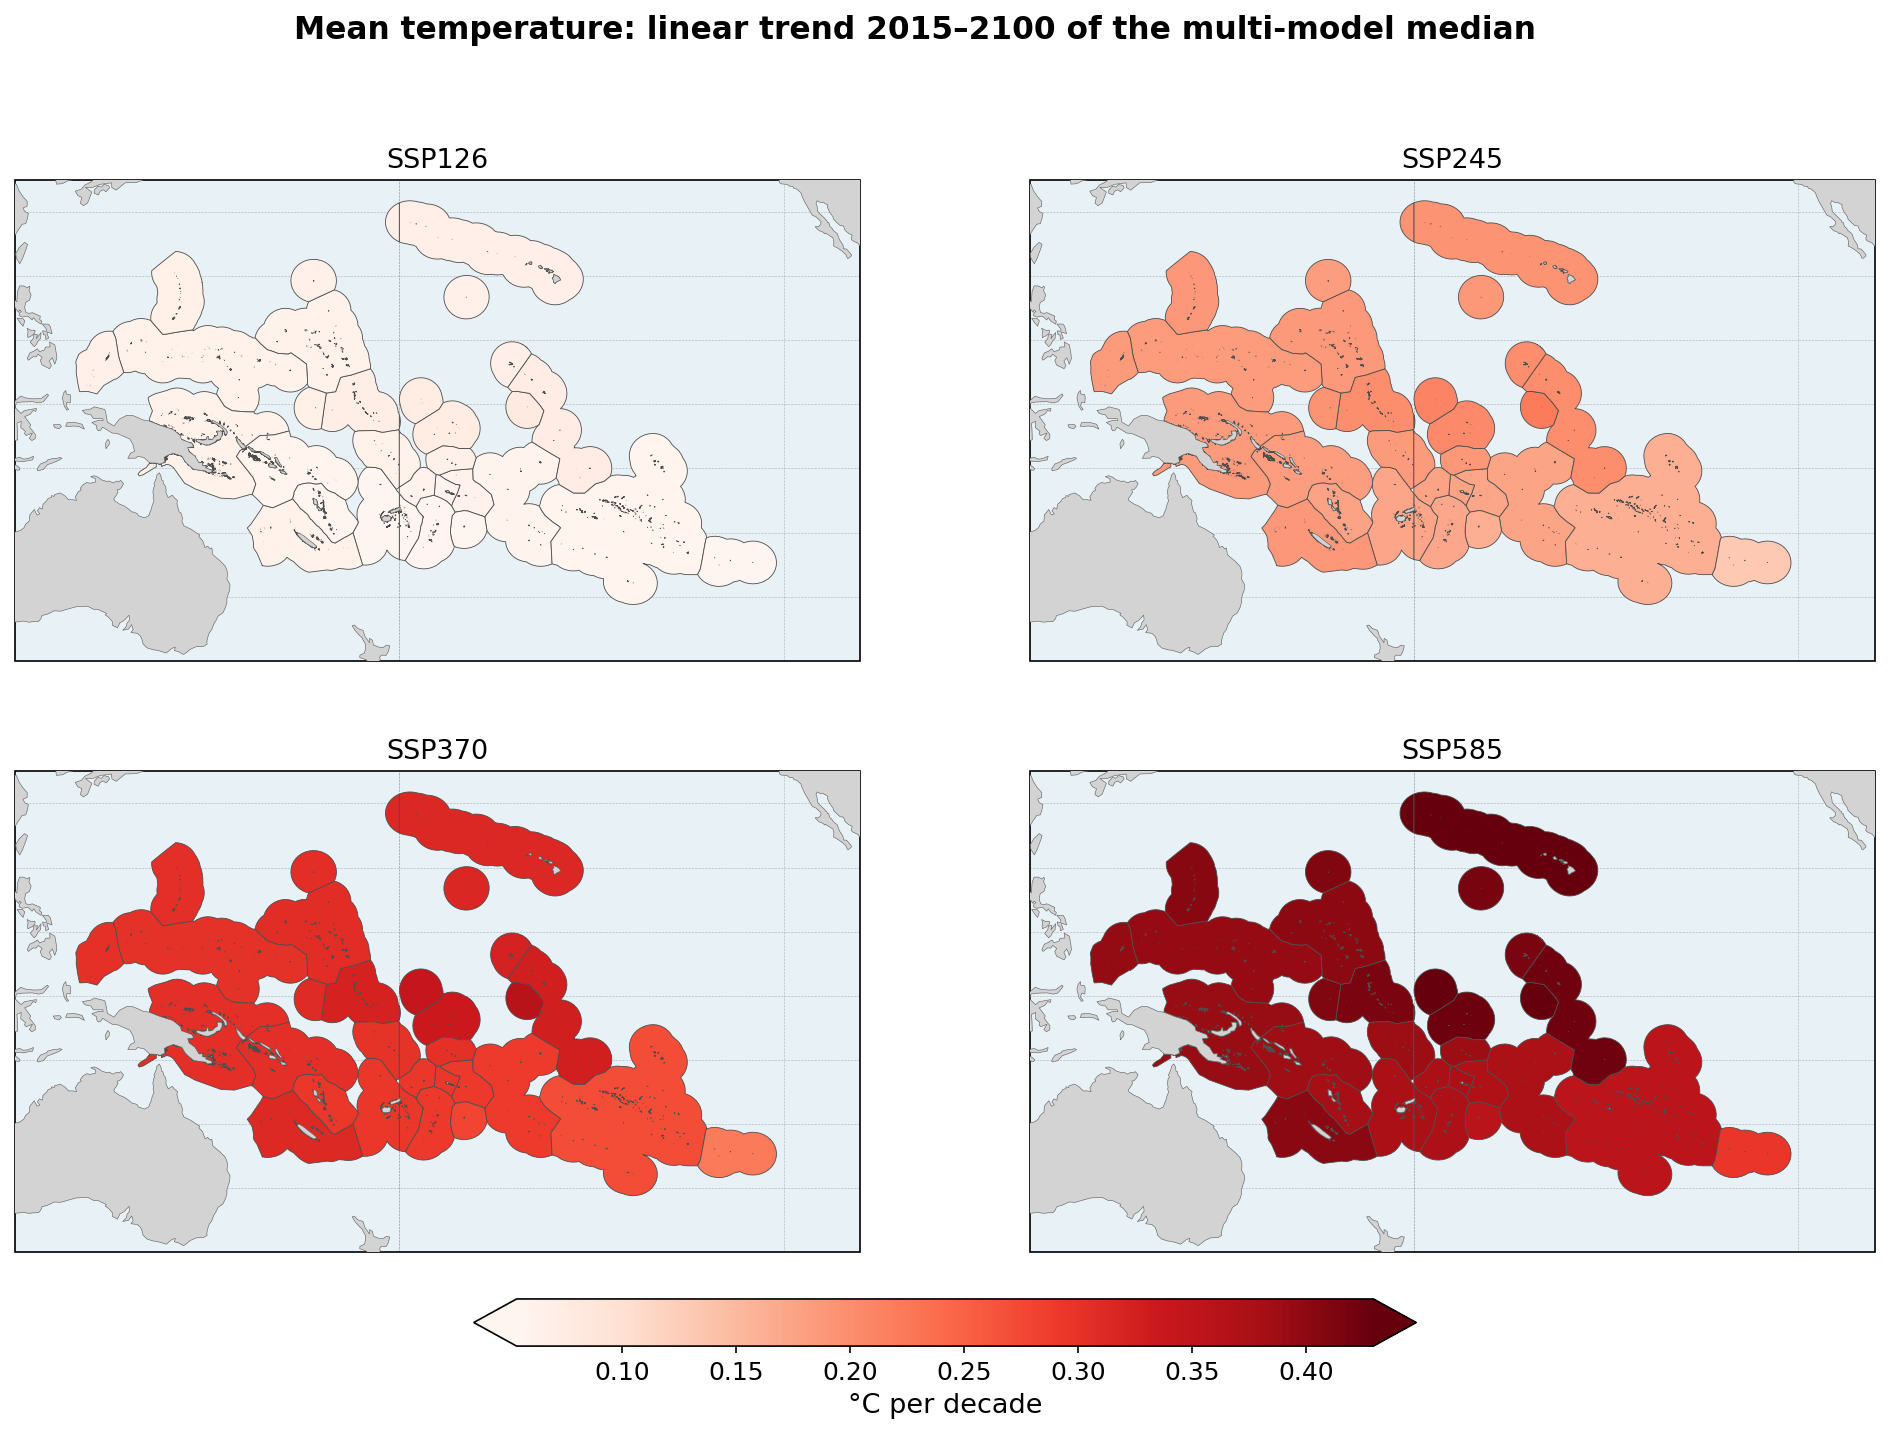 Mean temperature: linear trend 2015–2100 of the multi-model median
SSP126
SSP245
SSP370
SSP585
0.10 0.15 0.20 0.25 0.30 0.35 0.40
°C per decade